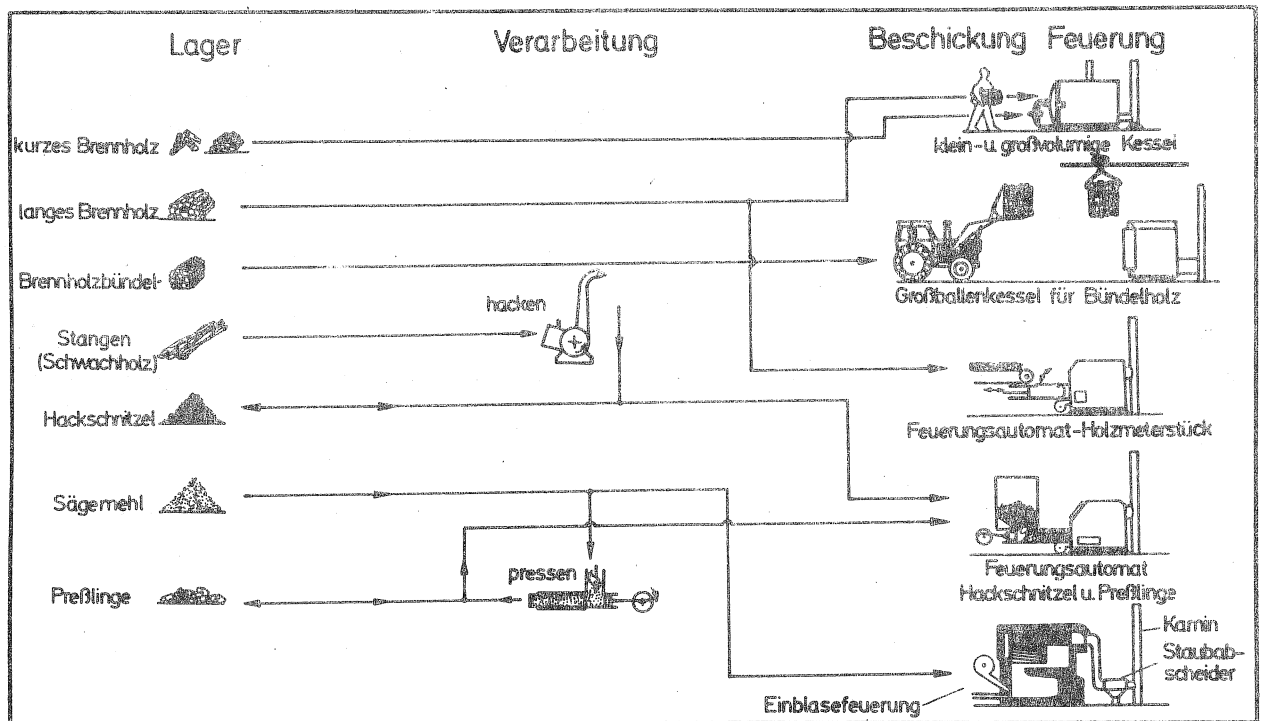 Lager Verarbeitung Beschickung Feuerung
kurzes Brennholz
klein-u. großvolumige Kessel
langes Brennholz
Brennholzbündel-
Großballenkessel für Bündelholz
hacken
Stangen
(Schwachholz)
Hackschnitzel
Feuerungsautomat-Holzmeterstück
Sägemehl
pressen
Feuerungsautomat
Hackschnitzel u. Preßlinge
Preßlinge
Kamin
Staubab-
scheider
Einblasefeuerung